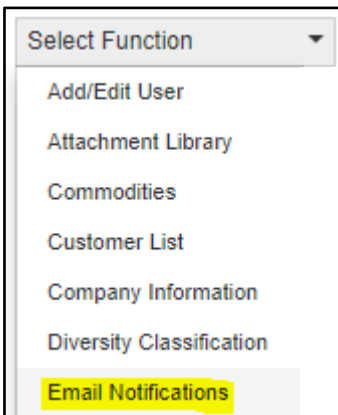 Select Function
Add/Edit User
Attachment Library
Commodities
Customer List
Company Information
Diversity Classification
Email Notifications